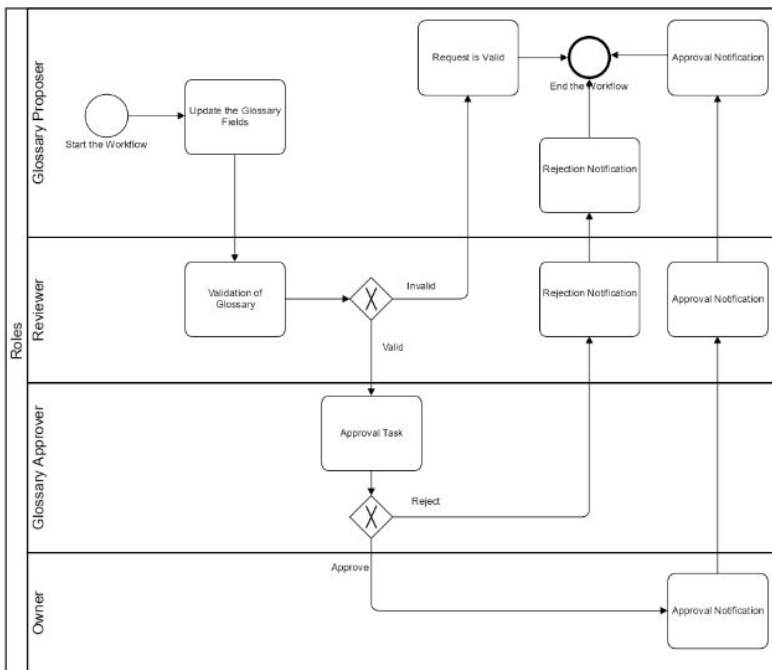 Roles
Glossary Proposer
Start the Workflow
Update the Glossary
Fields
Request is Valid
End the Workflow
Approval Notification
Rejection Notification
Reviewer
Validation of
Glossary
X
Invalid
Valid
Rejection Notification
Approval Notification
Glossary Approver
Approval Task
X
Reject
Owner
Approve
Approval Notification